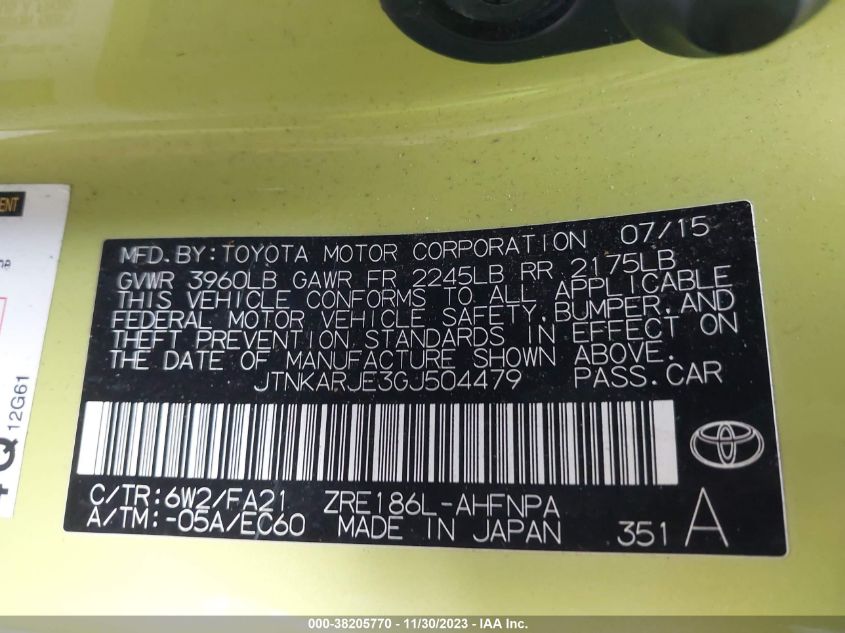 MFD. BY: TOYOTA MOTOR CORPORATION 07/15
GVWR 3960LB GAWR FR 2245LB RR 2175LB
THIS VEHICLE CONFORMS TO ALL APPLICABLE
FEDERAL MOTOR VEHICLE SAFETY, BUMPER, AND
THEFT PREVENTION STANDARDS IN EFFECT ON
THE DATE OF MANUFACTURE SHOWN ABOVE.
JTNKARJE3GJ504479 PASS. CAR
C/TR: 6W2/FA21 ZRE186L-AHFNPA
A/TM: -05A/EC60 MADE IN JAPAN 351 A
12G61
000-38205770 - 11/30/2023 - IAA Inc.